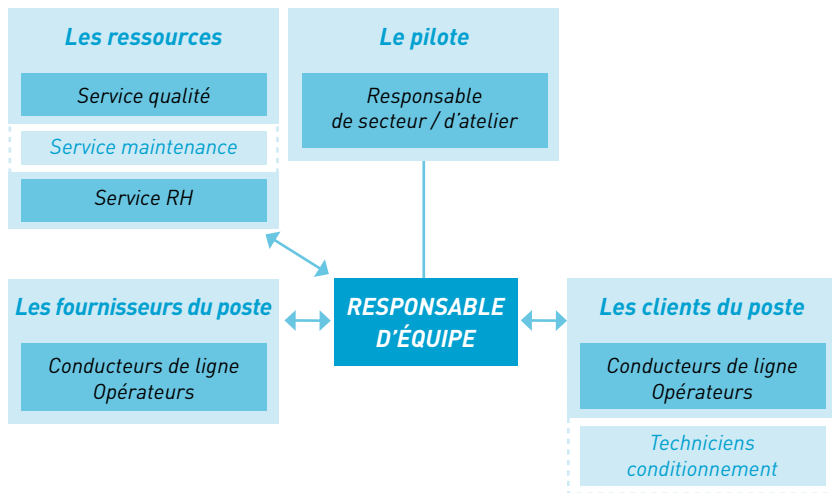 Les ressources
Service qualité
Service maintenance
Service RH
Le pilote
Responsable
de secteur / d'atelier
Les fournisseurs du poste
Conducteurs de ligne
Opérateurs
RESPONSABLE
D'ÉQUIPE
Les clients du poste
Conducteurs de ligne
Opérateurs
Techniciens
conditionnement